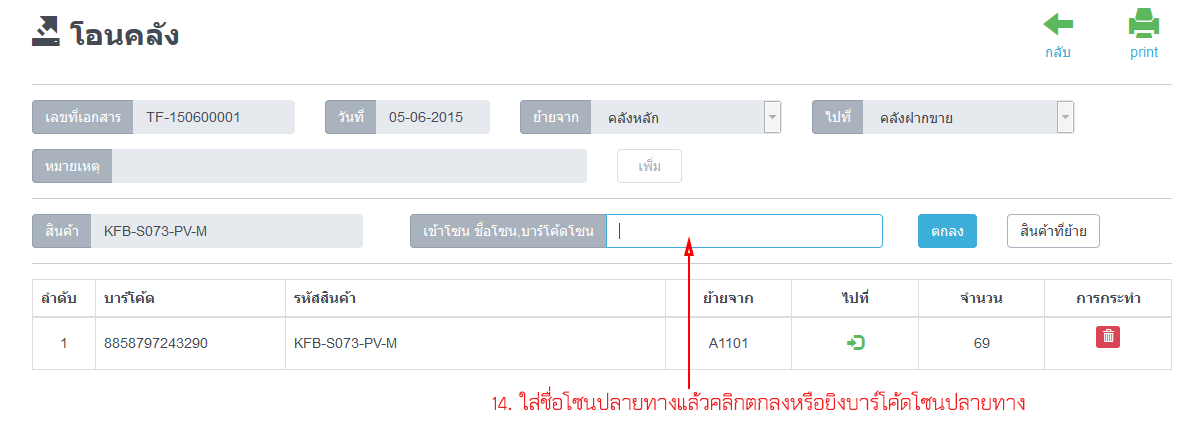 โอนคลัง
กลับ print
เลขที่เอกสาร TF-150600001 วันที่ 05-06-2015 ย้ายจาก คลังหลัก ไปที่ คลังฝากขาย
หมายเหตุ เพิ่ม
สินค้า KFB-S073-PV-M เข้าโซน ชื่อโซน,บาร์โค้ดโซน ตกลง สินค้าที่ย้าย
ลำดับ บาร์โค้ด รหัสสินค้า ย้ายจาก ไปที่ จำนวน การกระทำ
1 8858797243290 KFB-S073-PV-M A1101 69
14. ใส่ชื่อโซนปลายทางแล้วคลิกตกลงหรือยิงบาร์โค้ดโซนปลายทาง